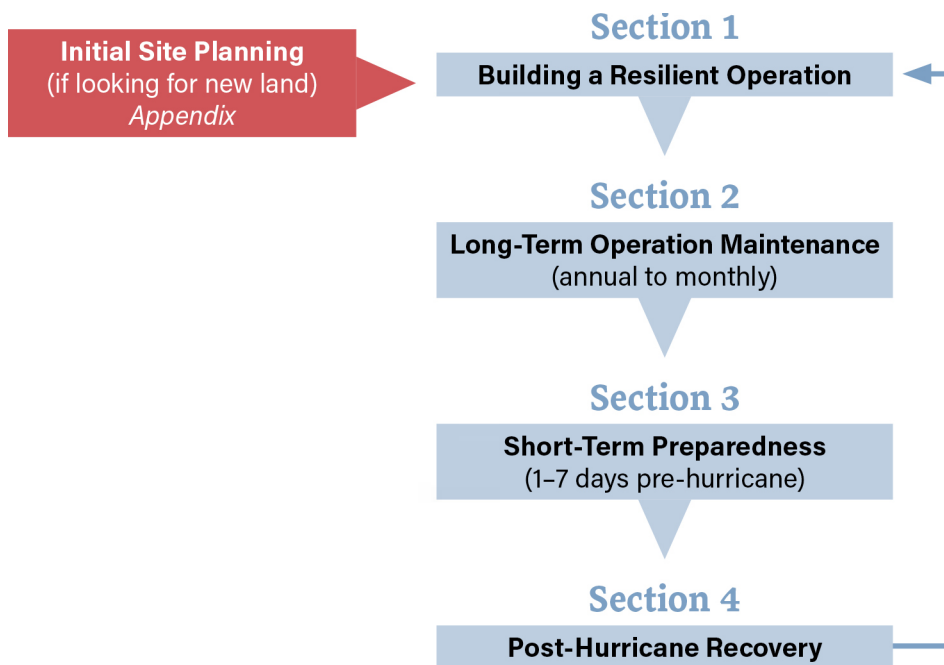 Initial Site Planning
(if looking for new land)
Appendix
Section 1
Building a Resilient Operation
Section 2
Long-Term Operation Maintenance
(annual to monthly)
Section 3
Short-Term Preparedness
(1–7 days pre-hurricane)
Section 4
Post-Hurricane Recovery